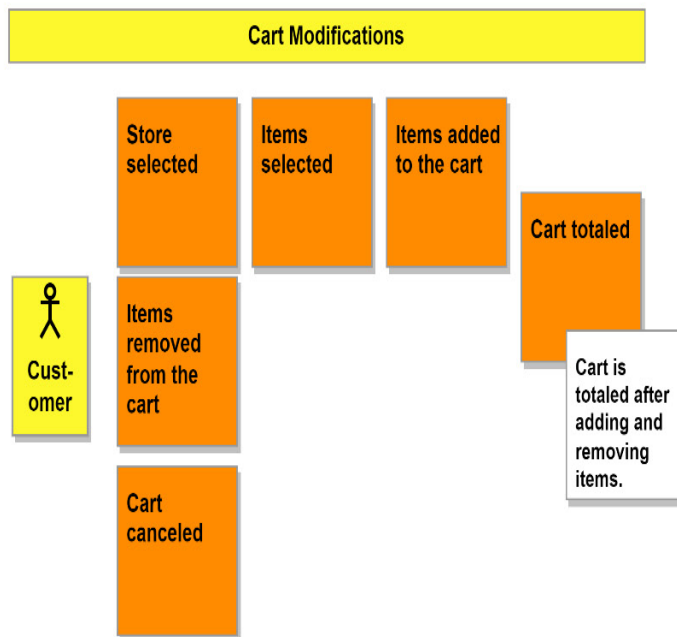 Cart Modifications
Store
selected
Items
selected
Items added
to the cart
Cart totaled
Cart is
totaled after
adding and
removing
items.
Cust-
omer
Items
removed
from the
cart
Cart
canceled